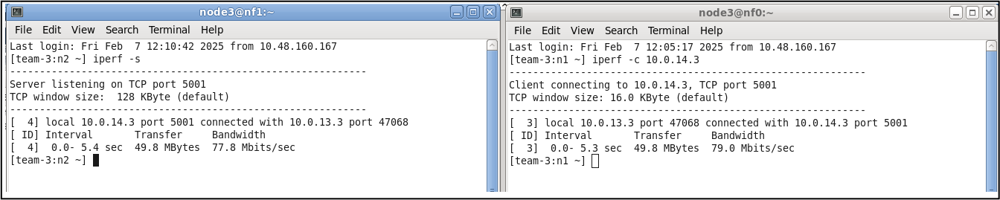 node3@nf1:~
File Edit View Search Terminal Help
Last login: Fri Feb  7 12:10:42 2025 from 10.48.160.167
[team-3:n2 ~] iperf -s
------------------------------------------------------------
Server listening on TCP port 5001
TCP window size:  128 KByte (default)
------------------------------------------------------------
[  4] local 10.0.14.3 port 5001 connected with 10.0.13.3 port 47068
[ ID] Interval       Transfer     Bandwidth
[  4]  0.0- 5.4 sec  49.8 MBytes  77.8 Mbits/sec
[team-3:n2 ~]
node3@nf0:~
File Edit View Search Terminal Help
Last login: Fri Feb  7 12:05:17 2025 from 10.48.160.167
[team-3:n1 ~] iperf -c 10.0.14.3
------------------------------------------------------------
Client connecting to 10.0.14.3, TCP port 5001
TCP window size: 16.0 KByte (default)
------------------------------------------------------------
[  3] local 10.0.13.3 port 47068 connected with 10.0.14.3 port 5001
[ ID] Interval       Transfer     Bandwidth
[  3]  0.0- 5.3 sec  49.8 MBytes  79.0 Mbits/sec
[team-3:n1 ~]